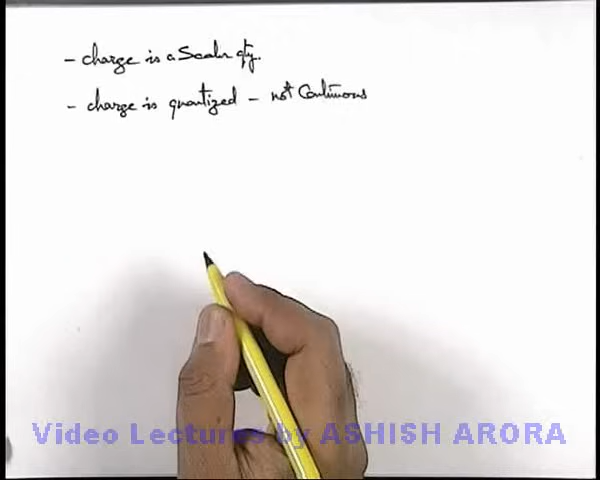 - charge is a Scalar qty.
- charge is quantized - not Continuous
Video Lectures by ASHISH ARORA